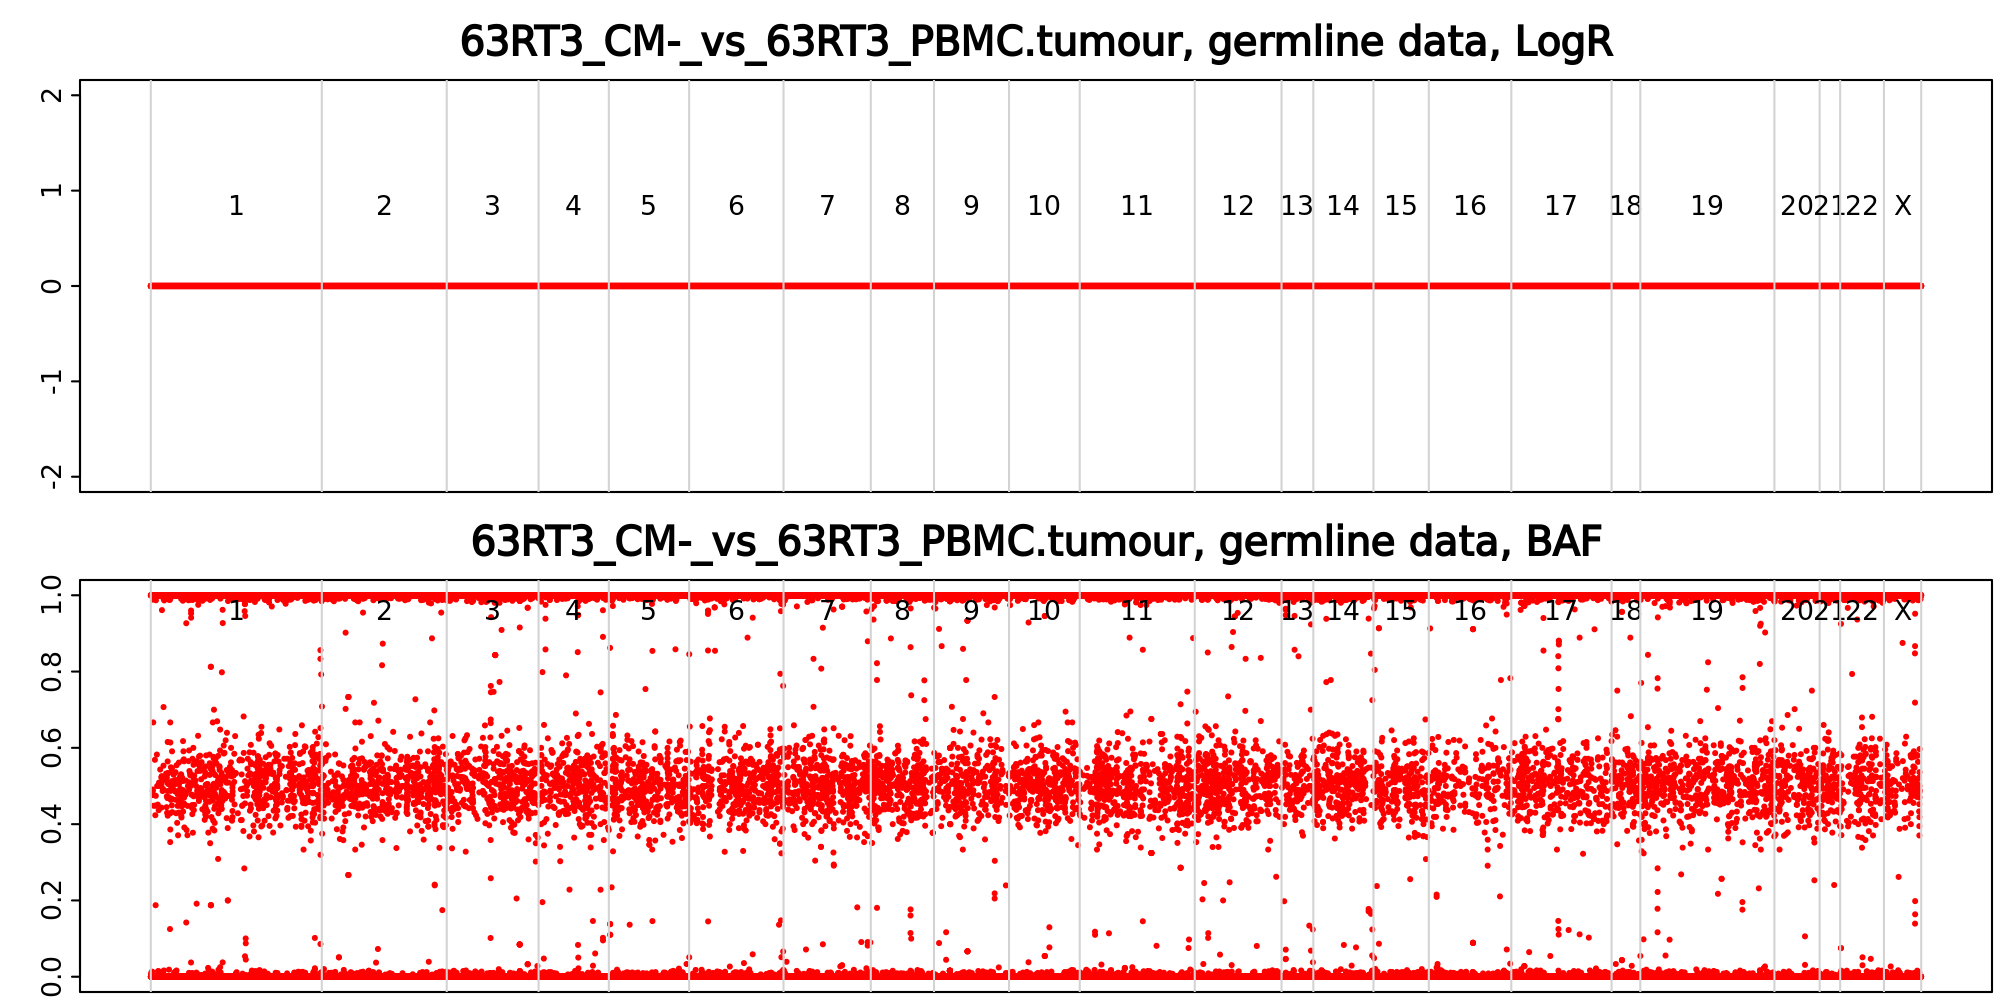 63RT3_CM-_vs_63RT3_PBMC.tumour, germline data, LogR
2
1
0
-1
-2
1 2 3 4 5 6 7 8 9 10 11 12 13 14 15 16 17 18 19 20 21 22 X
63RT3_CM-_vs_63RT3_PBMC.tumour, germline data, BAF
1.0
0.8
0.6
0.4
0.2
0.0
1 2 3 4 5 6 7 8 9 10 11 12 13 14 15 16 17 18 19 20 21 22 X